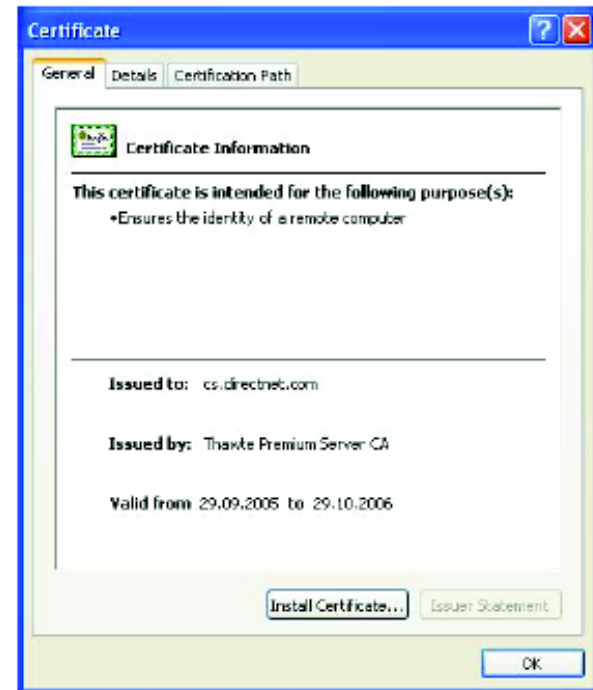 Certificate
General Details Certification Path
Certificate Information
This certificate is intended for the following purpose(s):
•Ensures the identity of a remote computer
Issued to: cs.directnet.com
Issued by: Thawte Premium Server CA
Valid from 29.09.2005 to 29.10.2006
Install Certificate... Issuer Statement
OK